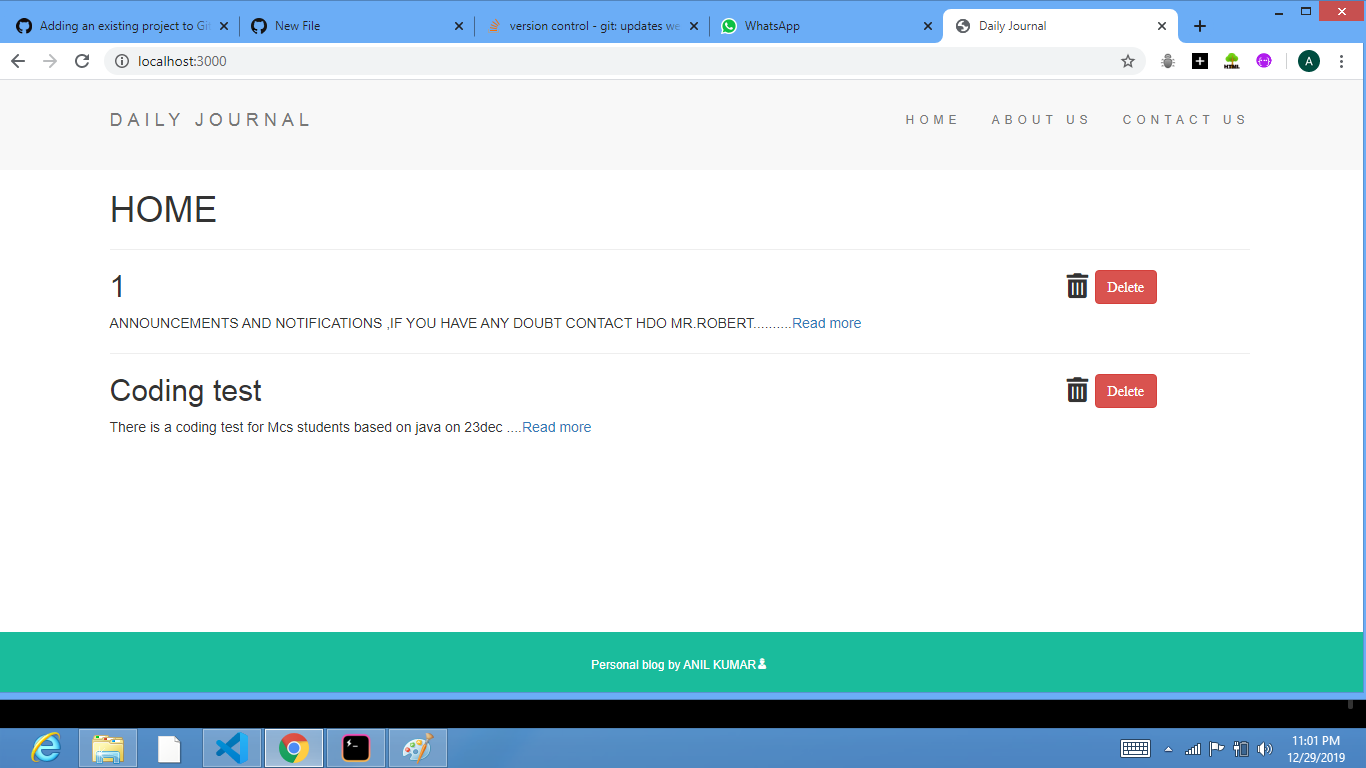 Adding an existing project to Git
New File
version control - git: updates we
WhatsApp
Daily Journal
localhost:3000
A
DAILY JOURNAL
HOME ABOUT US CONTACT US
HOME
1
Delete
ANNOUNCEMENTS AND NOTIFICATIONS ,IF YOU HAVE ANY DOUBT CONTACT HDO MR.ROBERT..........Read more
Coding test
Delete
There is a coding test for Mcs students based on java on 23dec ....Read more
Personal blog by ANIL KUMAR
11:01 PM
12/29/2019